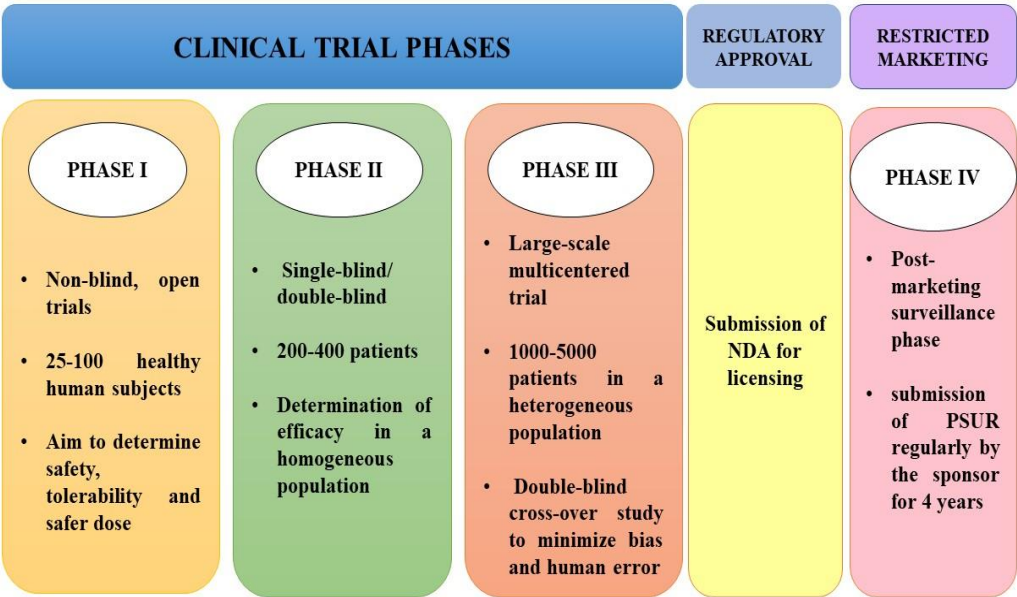 CLINICAL TRIAL PHASES
REGULATORY
APPROVAL
RESTRICTED
MARKETING
PHASE I
• Non-blind, open
trials
• 25-100 healthy
human subjects
• Aim to determine
safety,
tolerability and
safer dose
PHASE II
• Single-blind/
double-blind
• 200-400 patients
• Determination of
efficacy in a
homogeneous
population
PHASE III
• Large-scale
multicentered
trial
• 1000-5000
patients in a
heterogeneous
population
• Double-blind
cross-over study
to minimize bias
and human error
Submission of
NDA for
licensing
PHASE IV
• Post-
marketing
surveillance
phase
• submission
of PSUR
regularly by
the sponsor
for 4 years